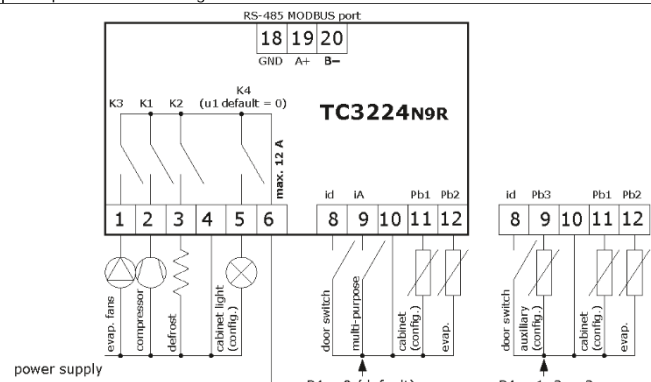 RS-485 MODBUS port
18 19 20
GND A+ B−
K4
K3 K1 K2 (u1 default = 0)
TC3224N9R
max. 12 A
id iA Pb1 Pb2
id Pb3 Pb1 Pb2
1 2 3 4 5 6
8 9 10 11 12
8 9 10 11 12
evap. fans
compressor
defrost
cabinet light
(config.)
door switch
multi-purpose
cabinet
(config.)
evap.
door switch
auxiliary
(config.)
cabinet
(config.)
evap.
power supply